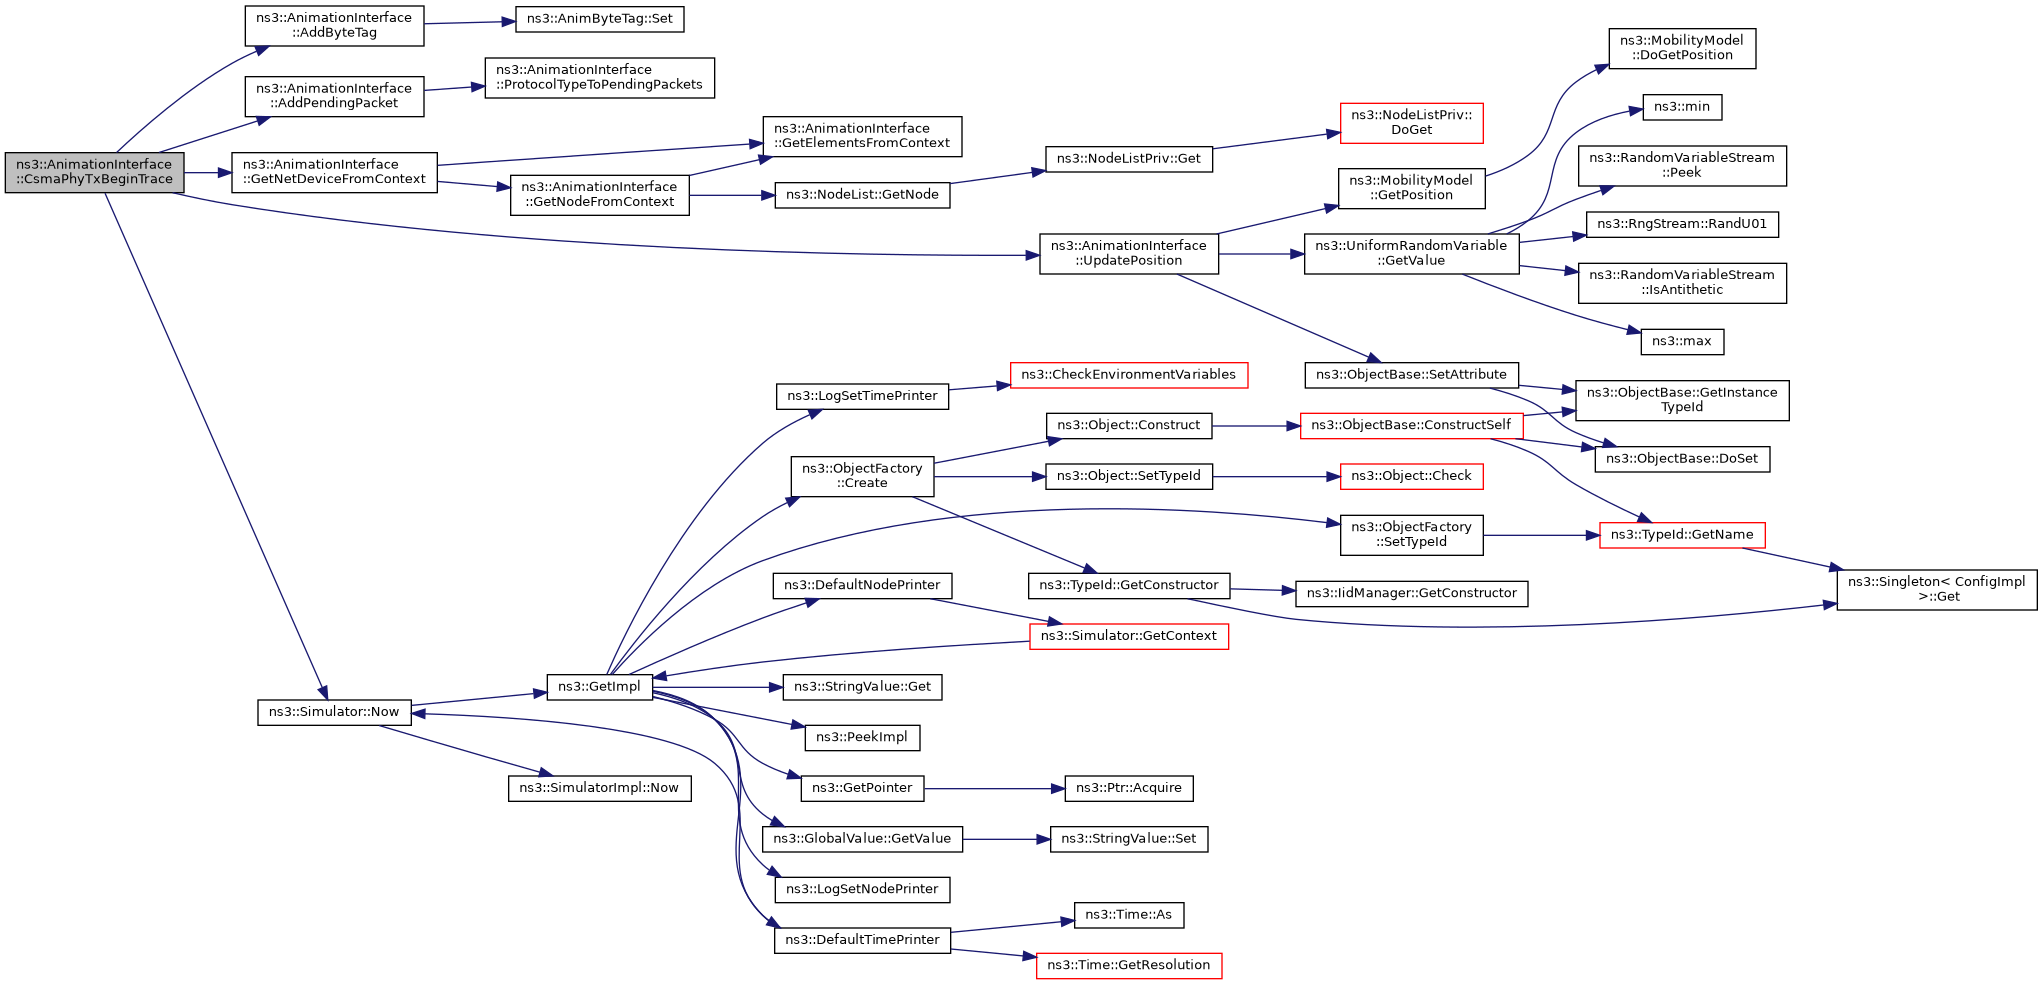 ns3::AnimationInterface
::CsmaPhyTxBeginTrace
ns3::AnimationInterface
::AddByteTag
ns3::AnimByteTag::Set
ns3::AnimationInterface
::AddPendingPacket
ns3::AnimationInterface
::ProtocolTypeToPendingPackets
ns3::AnimationInterface
::GetNetDeviceFromContext
ns3::AnimationInterface
::GetElementsFromContext
ns3::AnimationInterface
::GetNodeFromContext
ns3::NodeList::GetNode
ns3::NodeListPriv::Get
ns3::NodeListPriv::
DoGet
ns3::AnimationInterface
::UpdatePosition
ns3::MobilityModel
::GetPosition
ns3::MobilityModel
::DoGetPosition
ns3::UniformRandomVariable
::GetValue
ns3::min
ns3::RandomVariableStream
::Peek
ns3::RngStream::RandU01
ns3::RandomVariableStream
::IsAntithetic
ns3::max
ns3::ObjectBase::SetAttribute
ns3::ObjectBase::GetInstance
TypeId
ns3::ObjectBase::DoSet
ns3::Simulator::Now
ns3::GetImpl
ns3::SimulatorImpl::Now
ns3::LogSetTimePrinter
ns3::CheckEnvironmentVariables
ns3::ObjectFactory
::Create
ns3::Object::Construct
ns3::ObjectBase::ConstructSelf
ns3::Object::SetTypeId
ns3::Object::Check
ns3::ObjectFactory
::SetTypeId
ns3::TypeId::GetName
ns3::TypeId::GetConstructor
ns3::IidManager::GetConstructor
ns3::Singleton< ConfigImpl
>::Get
ns3::DefaultNodePrinter
ns3::Simulator::GetContext
ns3::StringValue::Get
ns3::PeekImpl
ns3::GetPointer
ns3::Ptr::Acquire
ns3::GlobalValue::GetValue
ns3::StringValue::Set
ns3::LogSetNodePrinter
ns3::DefaultTimePrinter
ns3::Time::As
ns3::Time::GetResolution